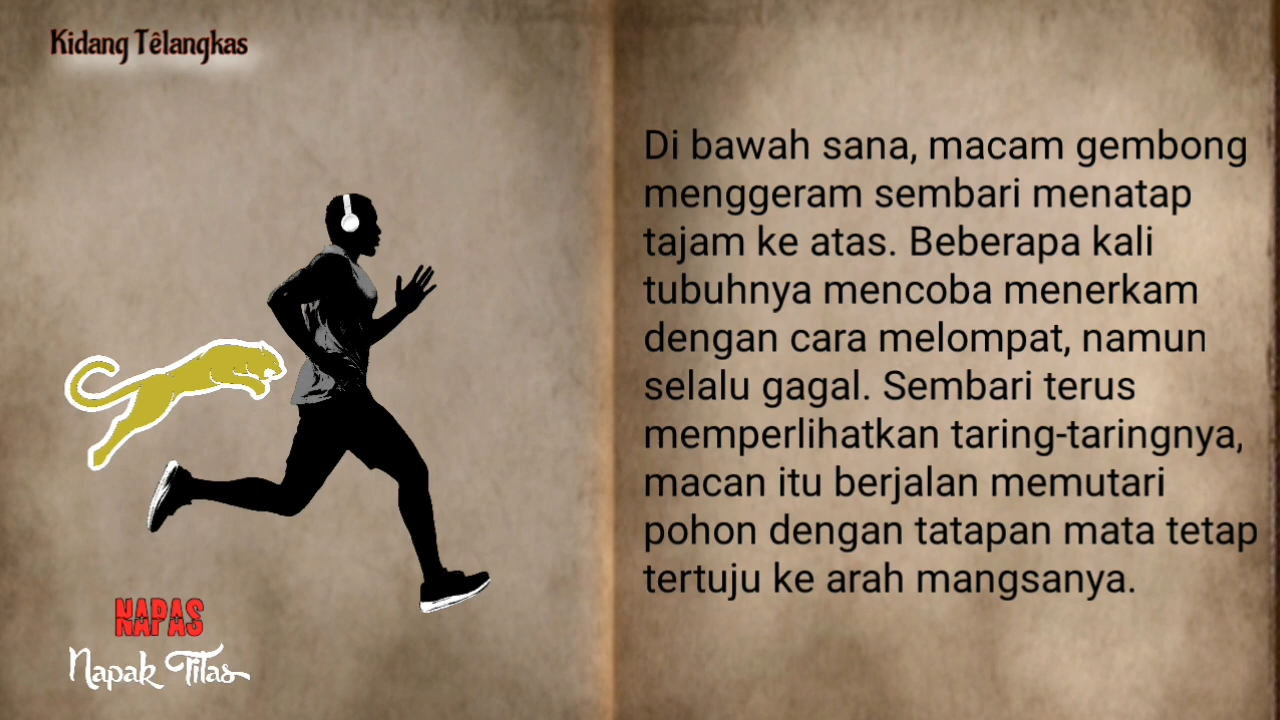 Kidang Têlangkas
Di bawah sana, macam gembong
menggeram sembari menatap
tajam ke atas. Beberapa kali
tubuhnya mencoba menerkam
dengan cara melompat, namun
selalu gagal. Sembari terus
memperlihatkan taring-taringnya,
macan itu berjalan memutari
pohon dengan tatapan mata tetap
tertuju ke arah mangsanya.
NAPAS
Napak Tilas